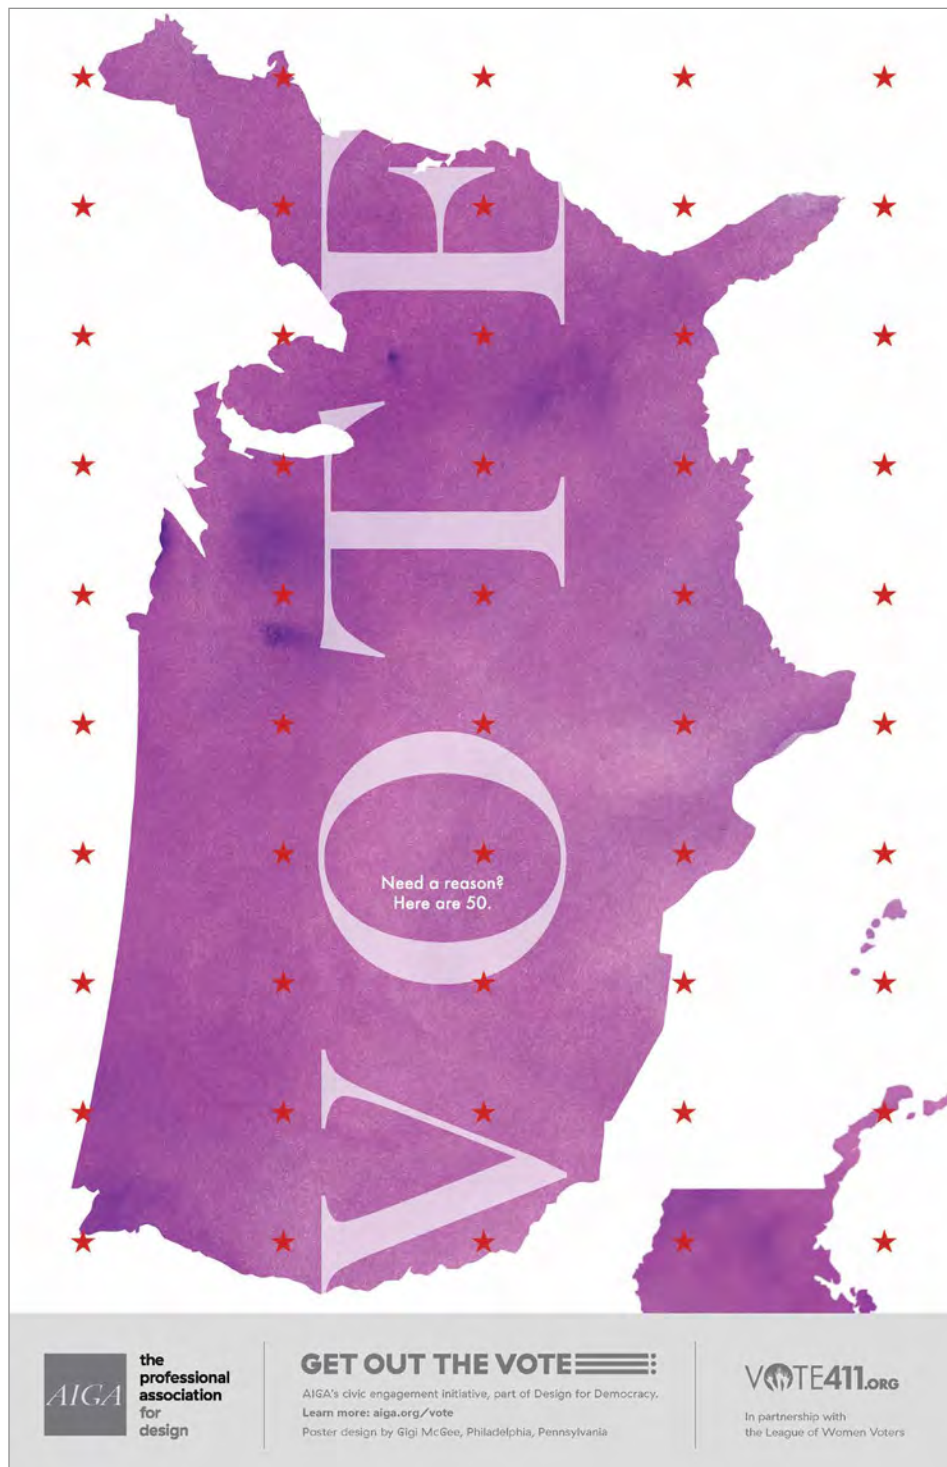 VOTE
Need a reason?
Here are 50.
AIGA
the
professional
association
for
design
GET OUT THE VOTE
AIGA's civic engagement initiative, part of Design for Democracy.
Learn more: aiga.org/vote
Poster design by Gigi McGee, Philadelphia, Pennsylvania
VOTE411.ORG
In partnership with
the League of Women Voters